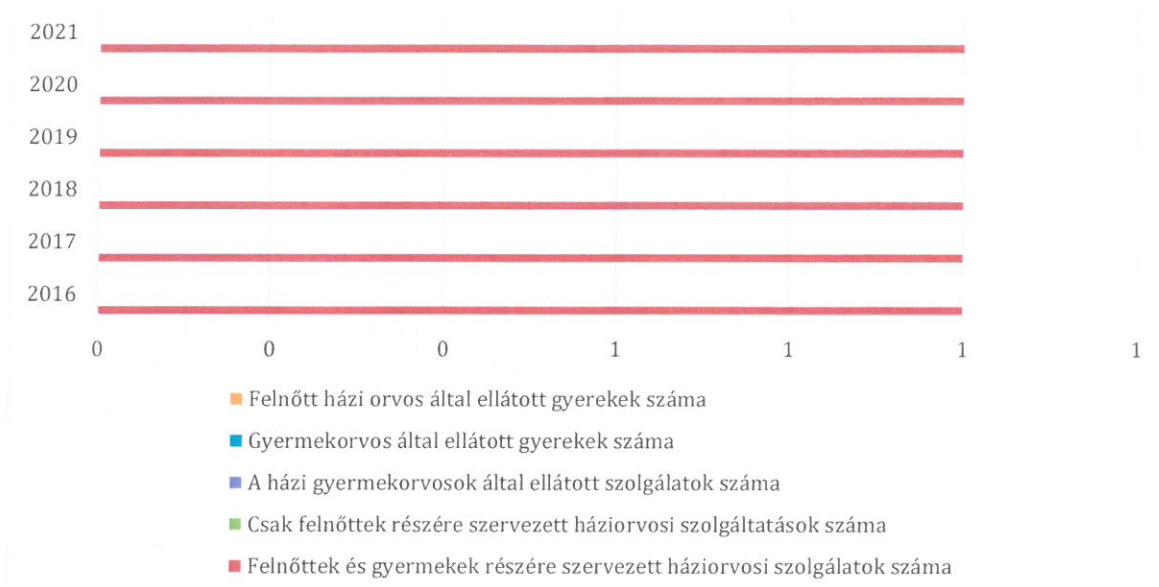 2021
2020
2019
2018
2017
2016
0 0 0 1 1 1 1
Felnőtt házi orvos által ellátott gyerekek száma
Gyermekorvos által ellátott gyerekek száma
A házi gyermekorvosok által ellátott szolgálatok száma
Csak felnőttek részére szervezett háziorvosi szolgáltatások száma
Felnőttek és gyermekek részére szervezett háziorvosi szolgálatok száma